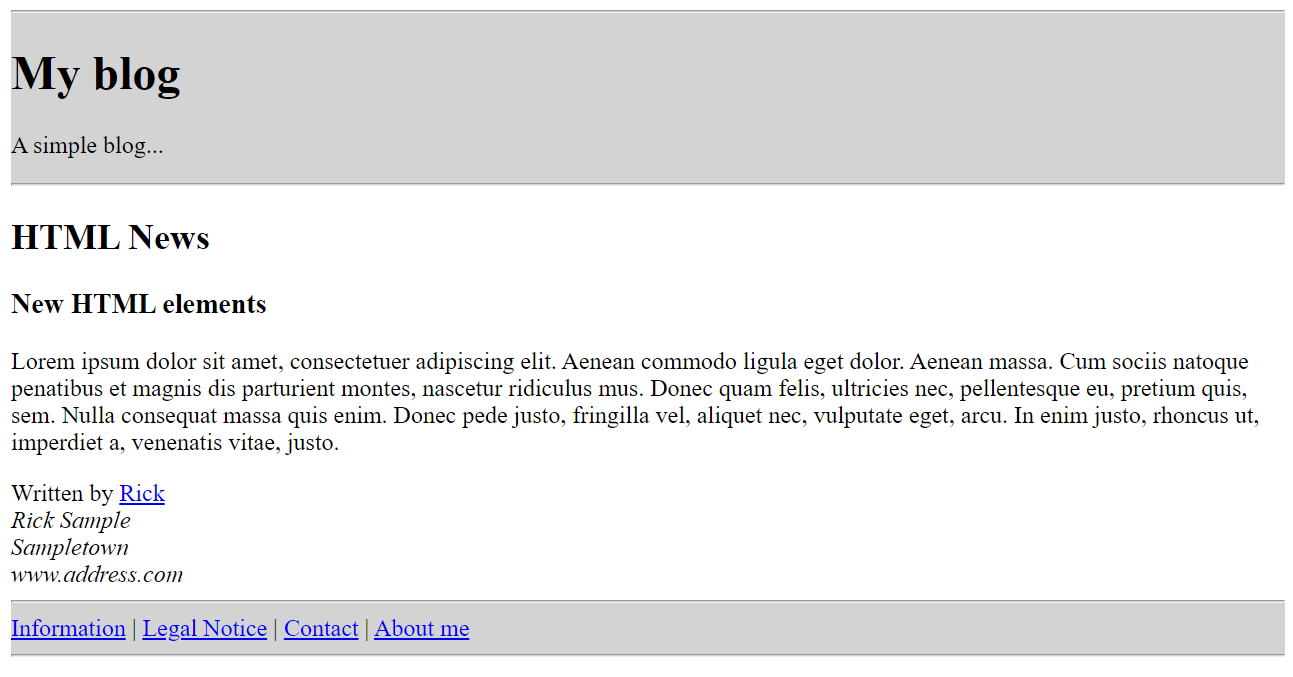 My blog
A simple blog...
HTML News
New HTML elements
Lorem ipsum dolor sit amet, consectetuer adipiscing elit. Aenean commodo ligula eget dolor. Aenean massa. Cum sociis natoque
penatibus et magnis dis parturient montes, nascetur ridiculus mus. Donec quam felis, ultricies nec, pellentesque eu, pretium quis,
sem. Nulla consequat massa quis enim. Donec pede justo, fringilla vel, aliquet nec, vulputate eget, arcu. In enim justo, rhoncus ut,
imperdiet a, venenatis vitae, justo.
Written by Rick
Rick Sample
Sampletown
www.address.com
Information | Legal Notice | Contact | About me